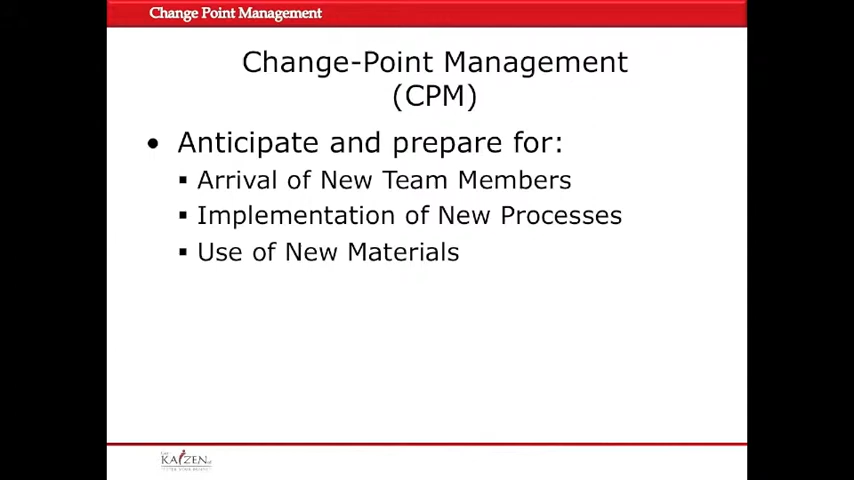 Change Point Management
Change-Point Management
(CPM)
• Anticipate and prepare for:
▪ Arrival of New Team Members
▪ Implementation of New Processes
▪ Use of New Materials
KAIZEN